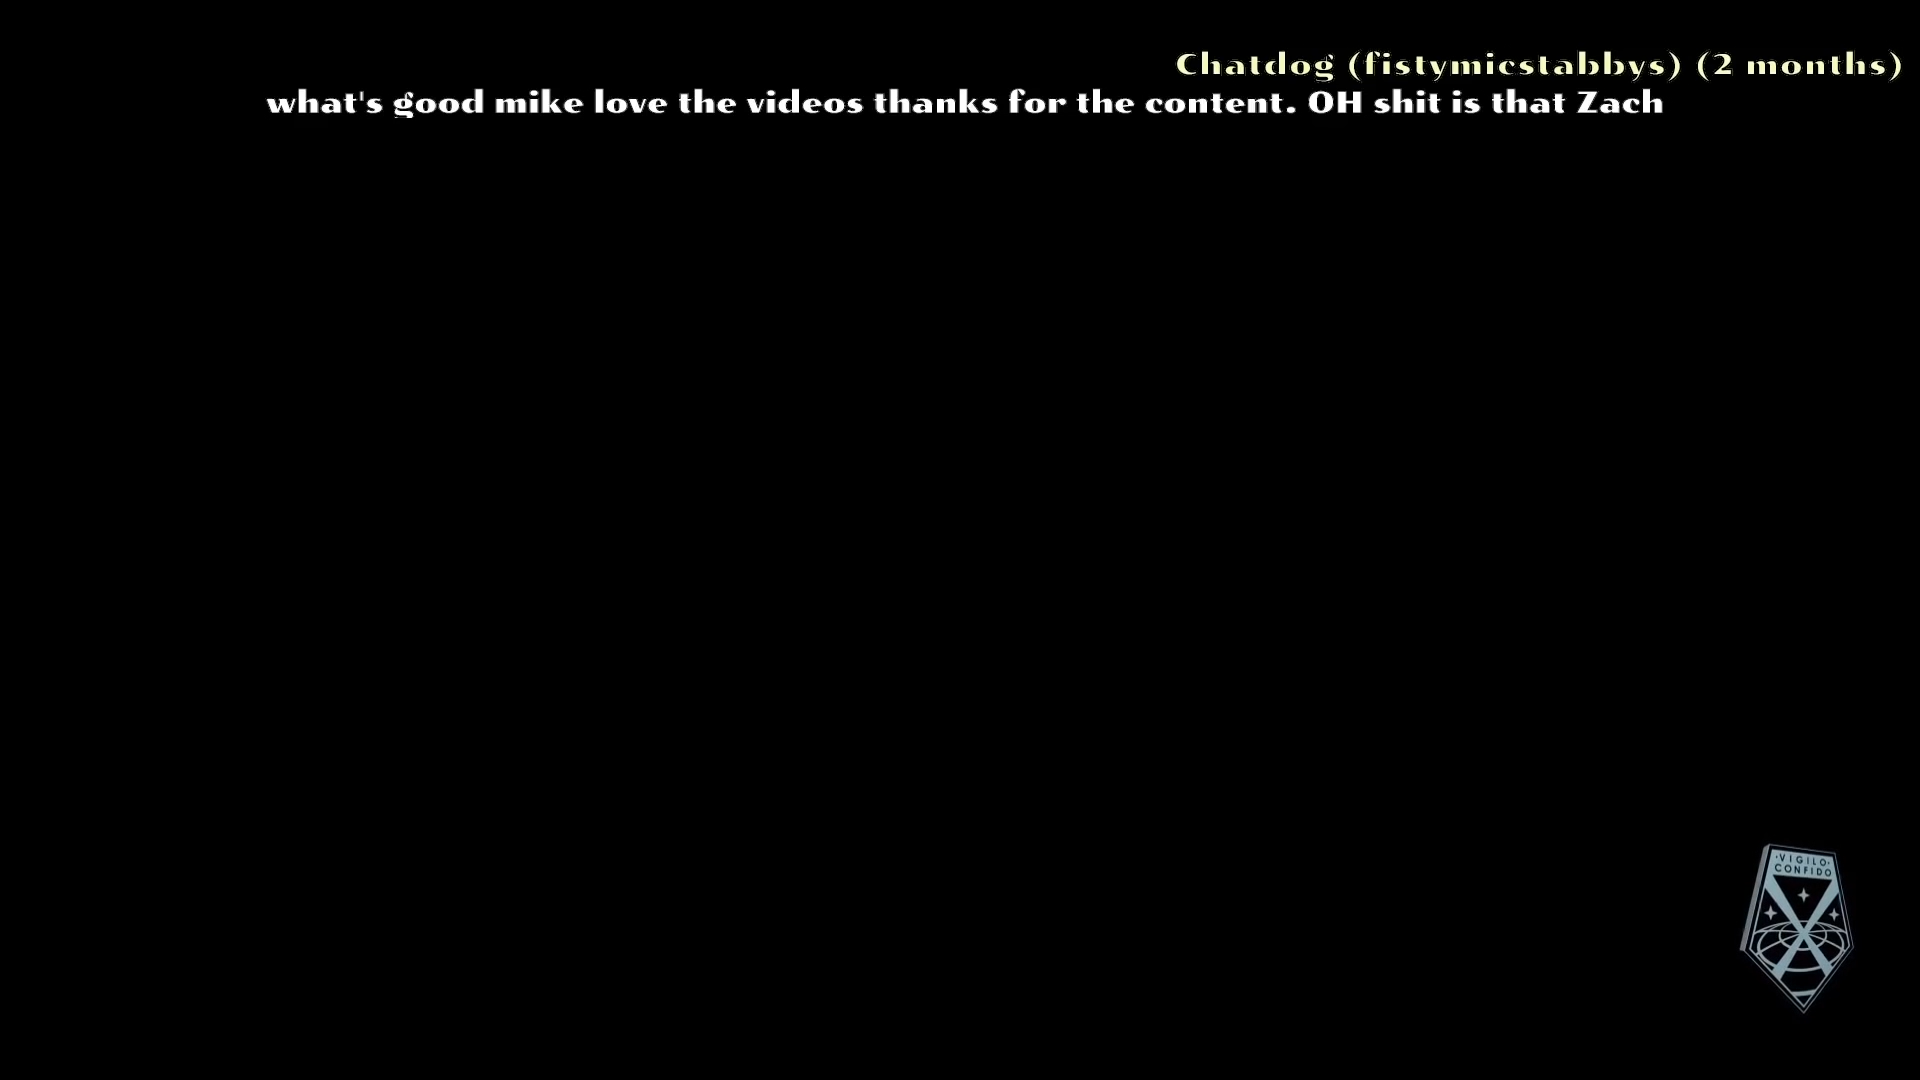 Chatdog (fistymicstabbys) (2 months)
what's good mike love the videos thanks for the content. OH shit is that Zach
·VIGILO·
CONFIDO